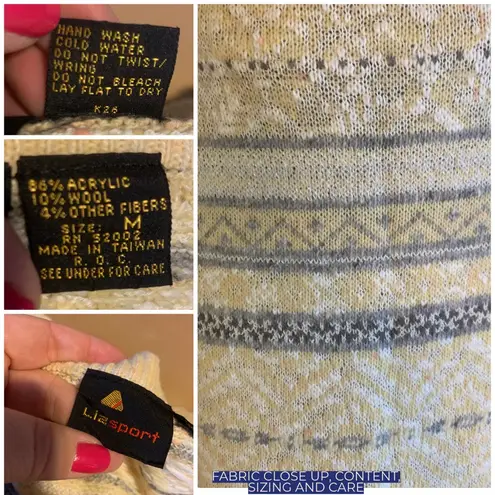 HAND WASH
COLD WATER
DO NOT TWIST/
WRING
DO NOT BLEACH
LAY FLAT TO DRY
K28
86% ACRYLIC
10% WOOL
4% OTHER FIBERS
SIZE: M
RN 52002
MADE IN TAIWAN
R.O.C.
SEE UNDER FOR CARE
Lizsport
FABRIC CLOSE UP, CONTENT,
SIZING AND CARE